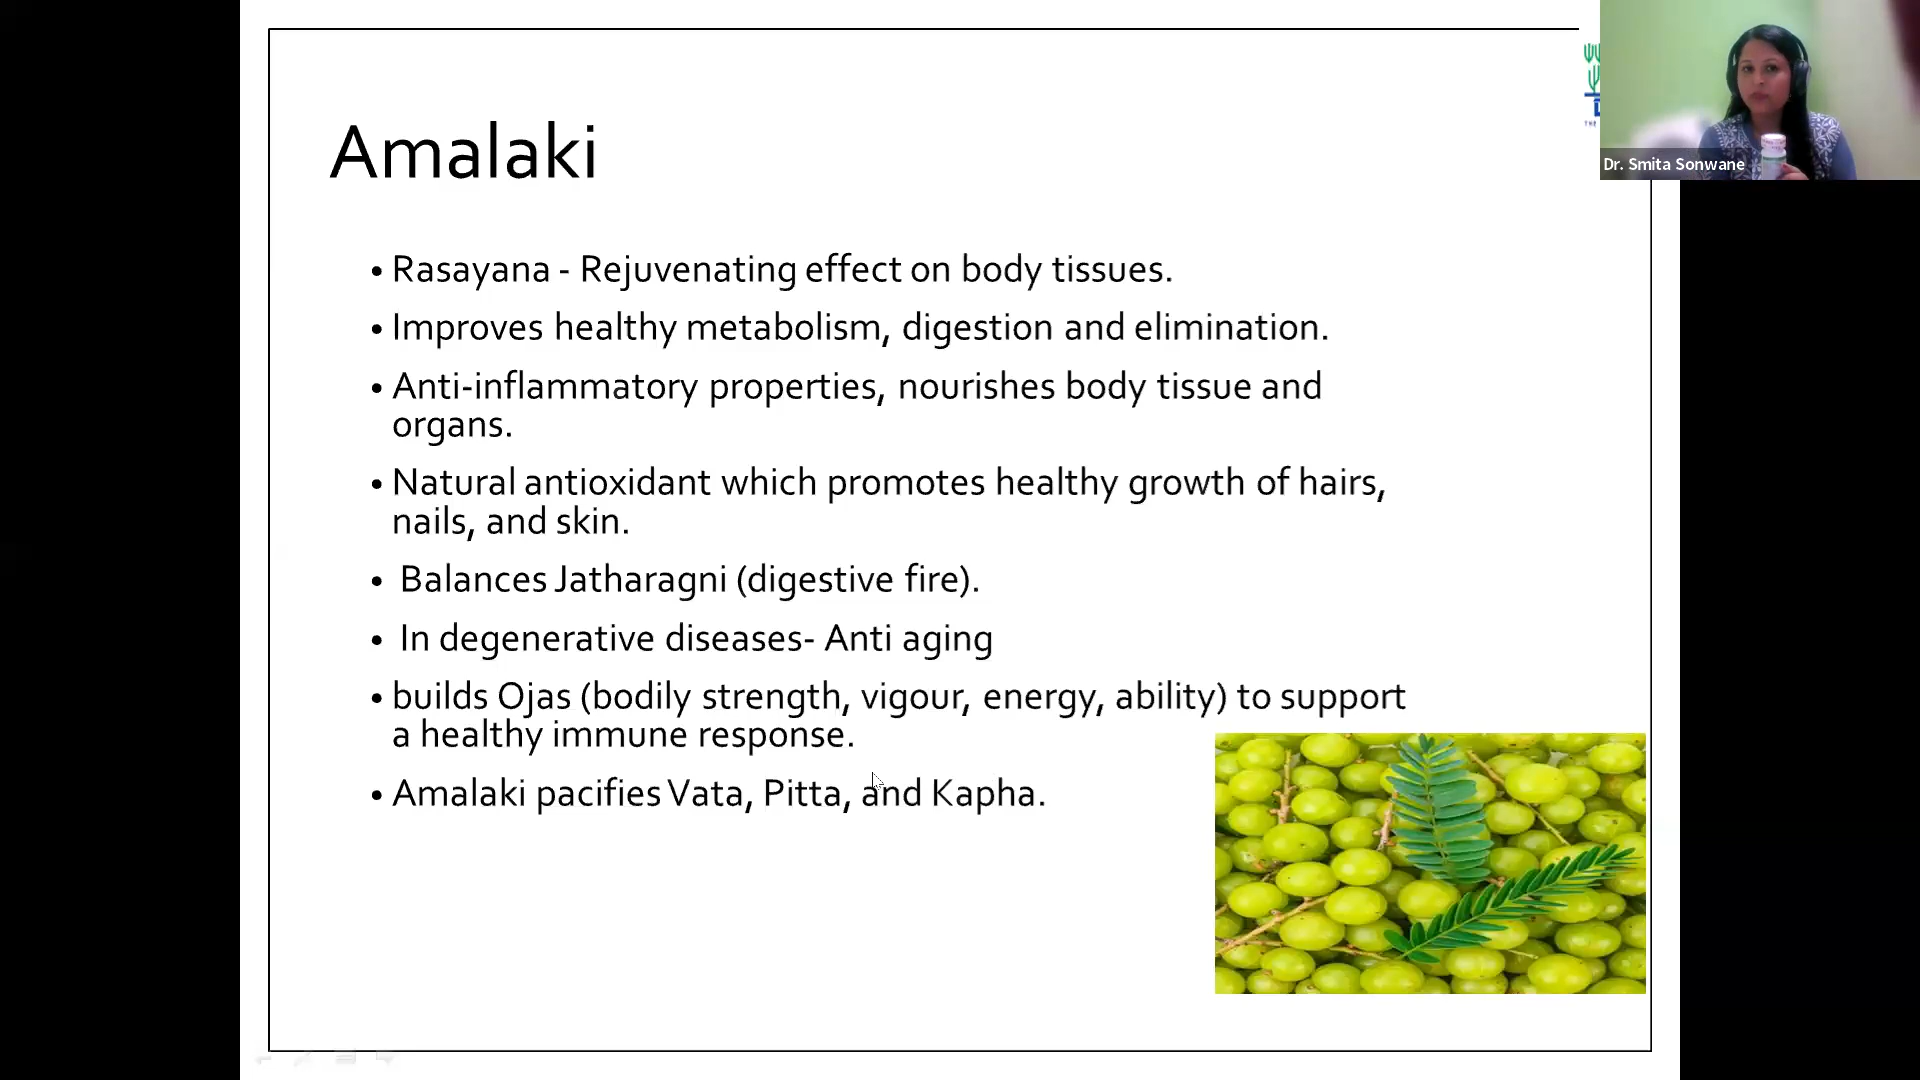 Amalaki
• Rasayana - Rejuvenating effect on body tissues.
• Improves healthy metabolism, digestion and elimination.
• Anti-inflammatory properties, nourishes body tissue and
organs.
• Natural antioxidant which promotes healthy growth of hairs,
nails, and skin.
• Balances Jatharagni (digestive fire).
• In degenerative diseases- Anti aging
• builds Ojas (bodily strength, vigour, energy, ability) to support
a healthy immune response.
• Amalaki pacifies Vata, Pitta, and Kapha.
THE
Dr. Smita Sonwane